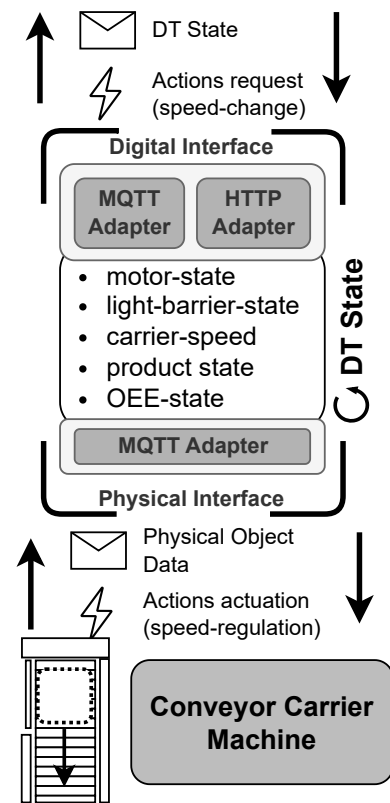 DT State
Actions request
(speed-change)
Digital Interface
MQTT
Adapter
HTTP
Adapter
• motor-state
• light-barrier-state
• carrier-speed
• product state
• OEE-state
DT State
MQTT Adapter
Physical Interface
Physical Object
Data
Actions actuation
(speed-regulation)
Conveyor Carrier
Machine